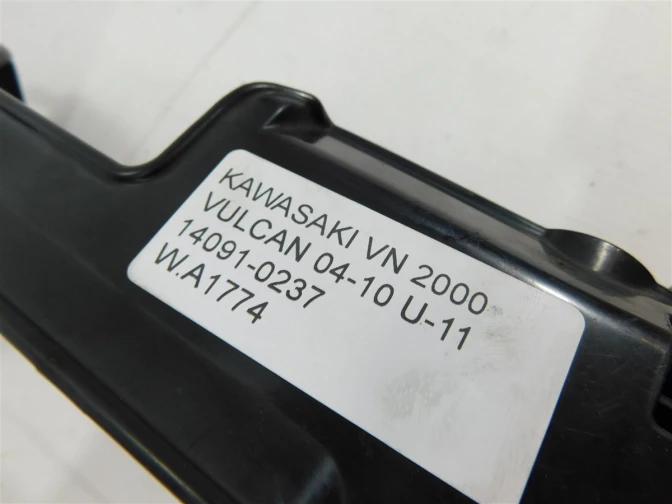 KAWASAKI VN 2000
VULCAN 04-10 U-11
14091-0237
W.A1774